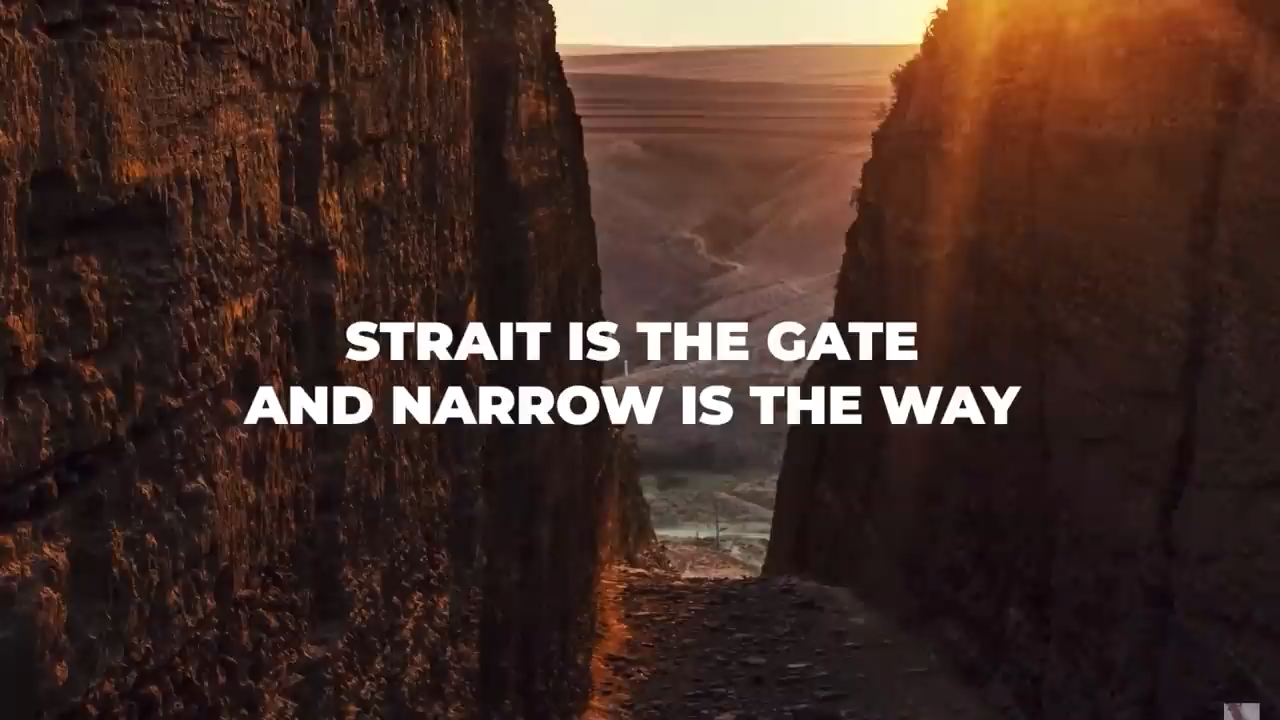 STRAIT IS THE GATE
AND NARROW IS THE WAY